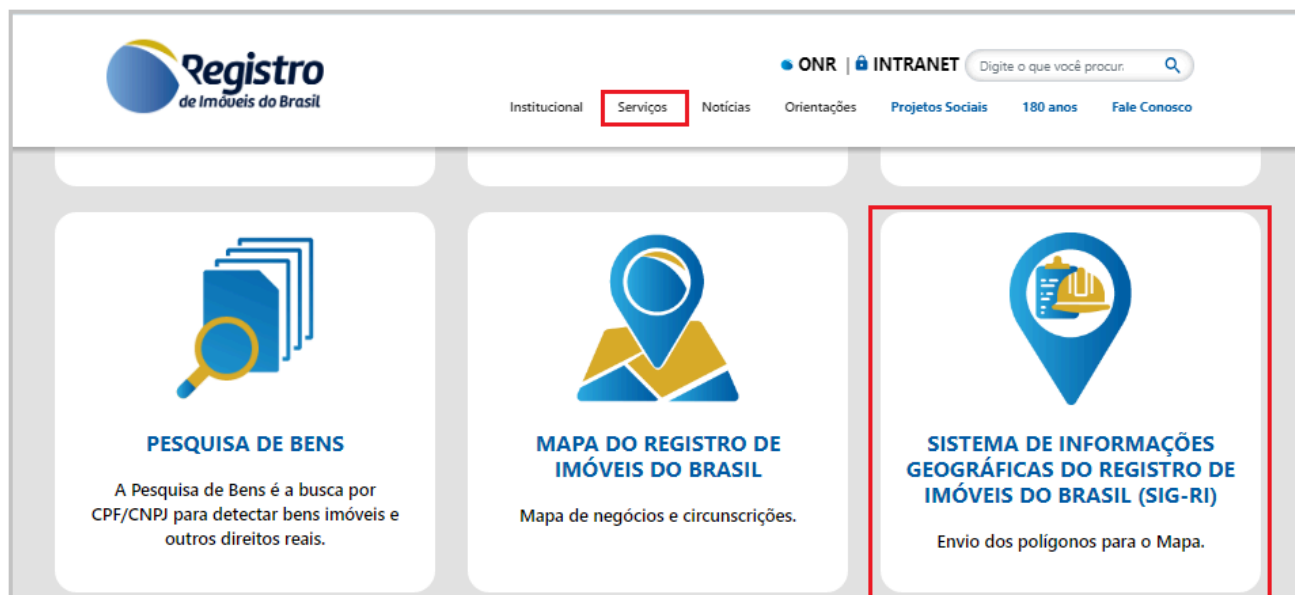 Registro
de Imóveis do Brasil
ONR | INTRANET
Digite o que você procur.
Institucional Serviços Notícias Orientações Projetos Sociais 180 anos Fale Conosco
PESQUISA DE BENS
A Pesquisa de Bens é a busca por
CPF/CNPJ para detectar bens imóveis e
outros direitos reais.
MAPA DO REGISTRO DE
IMÓVEIS DO BRASIL
Mapa de negócios e circunscrições.
SISTEMA DE INFORMAÇÕES
GEOGRÁFICAS DO REGISTRO DE
IMÓVEIS DO BRASIL (SIG-RI)
Envio dos polígonos para o Mapa.